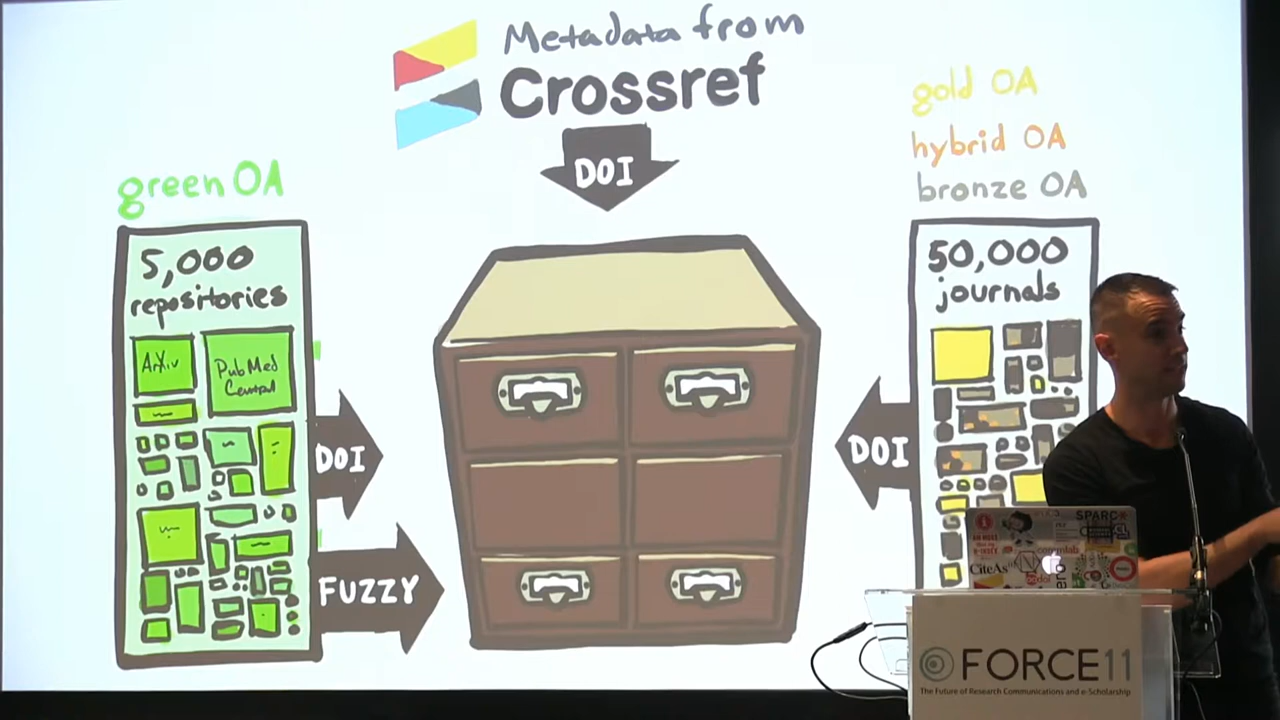 Metadata from
Crossref
DOI
green OA
5,000
repositories
ArXiv
PubMed
Central
DOI
FUZZY
gold OA
hybrid OA
bronze OA
50,000
journals
DOI
SPARC
CiteAs
FORCE11
The Future of Research Communications and e-Scholarship